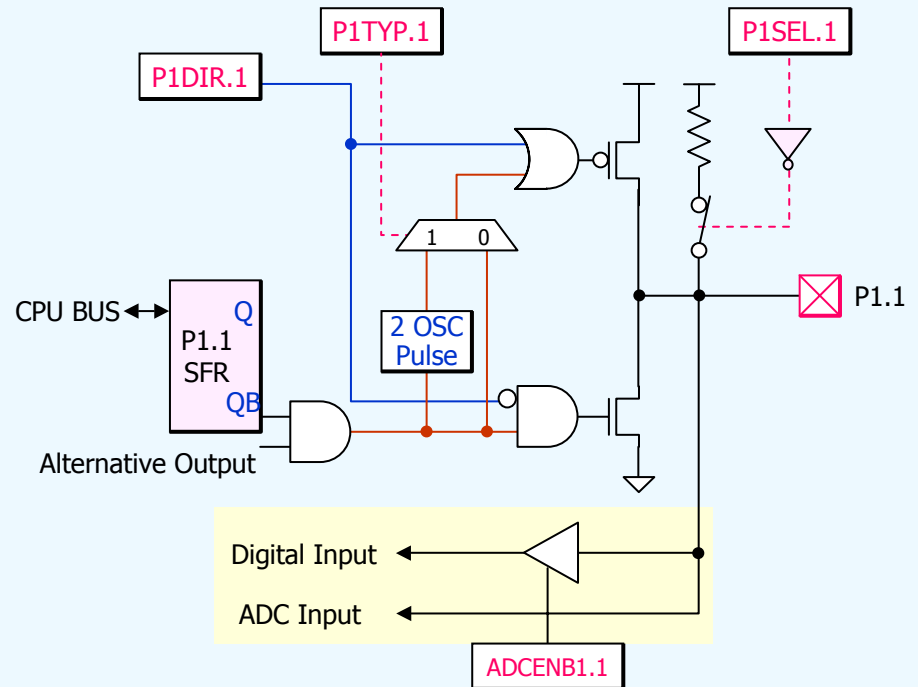 P1TYP.1
P1SEL.1
P1DIR.1
1 0
CPU BUS
Q
P1.1
SFR
QB
2 OSC
Pulse
P1.1
Alternative Output
Digital Input
ADC Input
ADCENB1.1